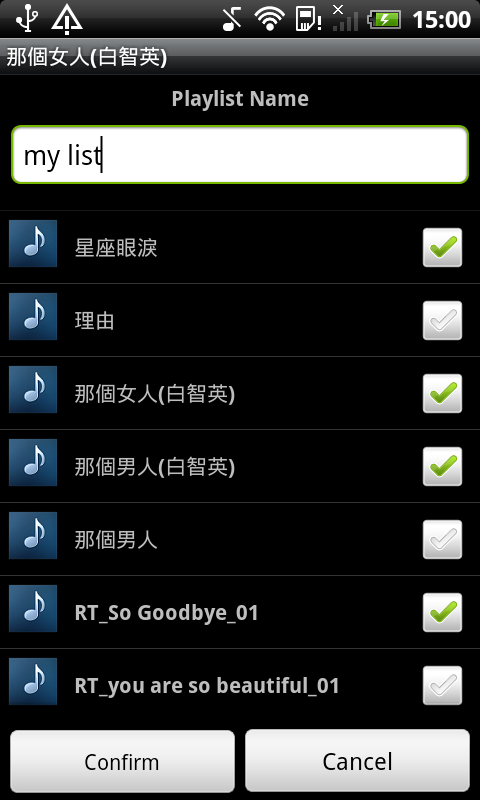 15:00
那個女人(白智英)
Playlist Name
my list
星座眼淚
理由
那個女人(白智英)
那個男人(白智英)
那個男人
RT_So Goodbye_01
RT_you are so beautiful_01
Confirm
Cancel